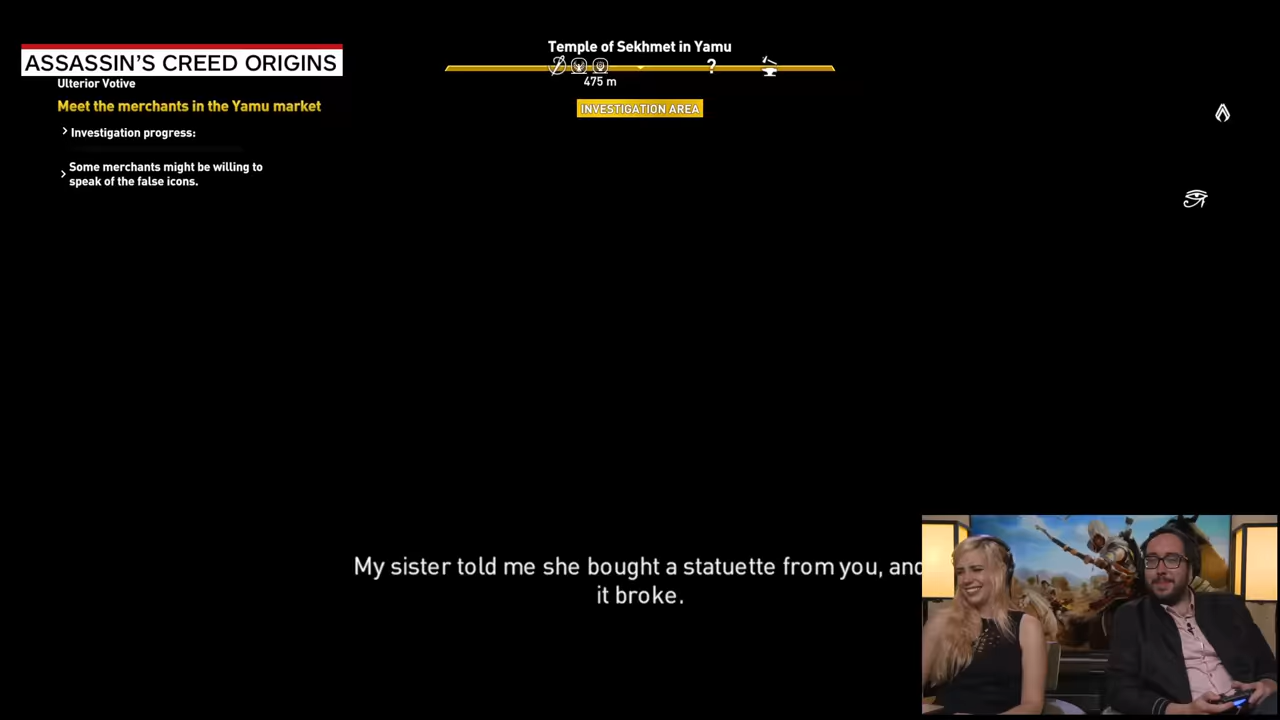 Temple of Sekhmet in Yamu
ASSASSIN'S CREED ORIGINS
?
475 m
Ulterior Votive
Meet the merchants in the Yamu market
INVESTIGATION AREA
Investigation progress:
Some merchants might be willing to
speak of the false icons.
My sister told me she bought a statuette from you, and
it broke.